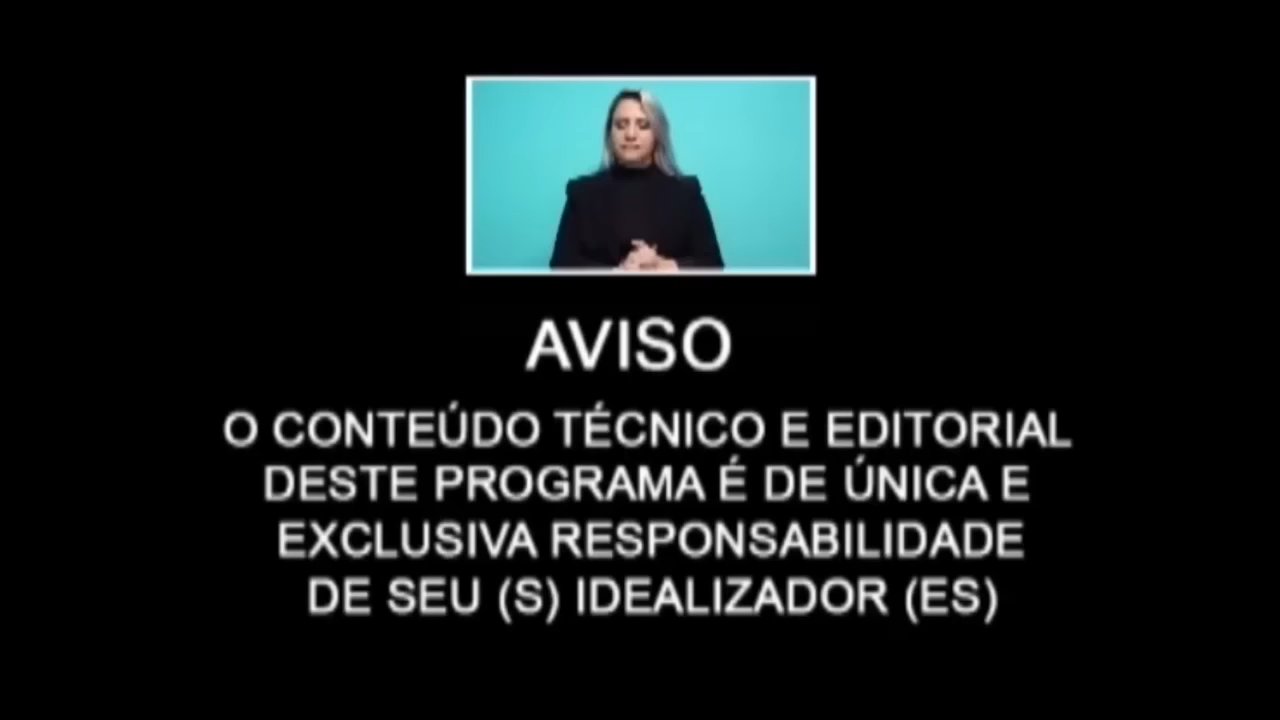 AVISO
O CONTEÚDO TÉCNICO E EDITORIAL
DESTE PROGRAMA É DE ÚNICA E
EXCLUSIVA RESPONSABILIDADE
DE SEU (S) IDEALIZADOR (ES)